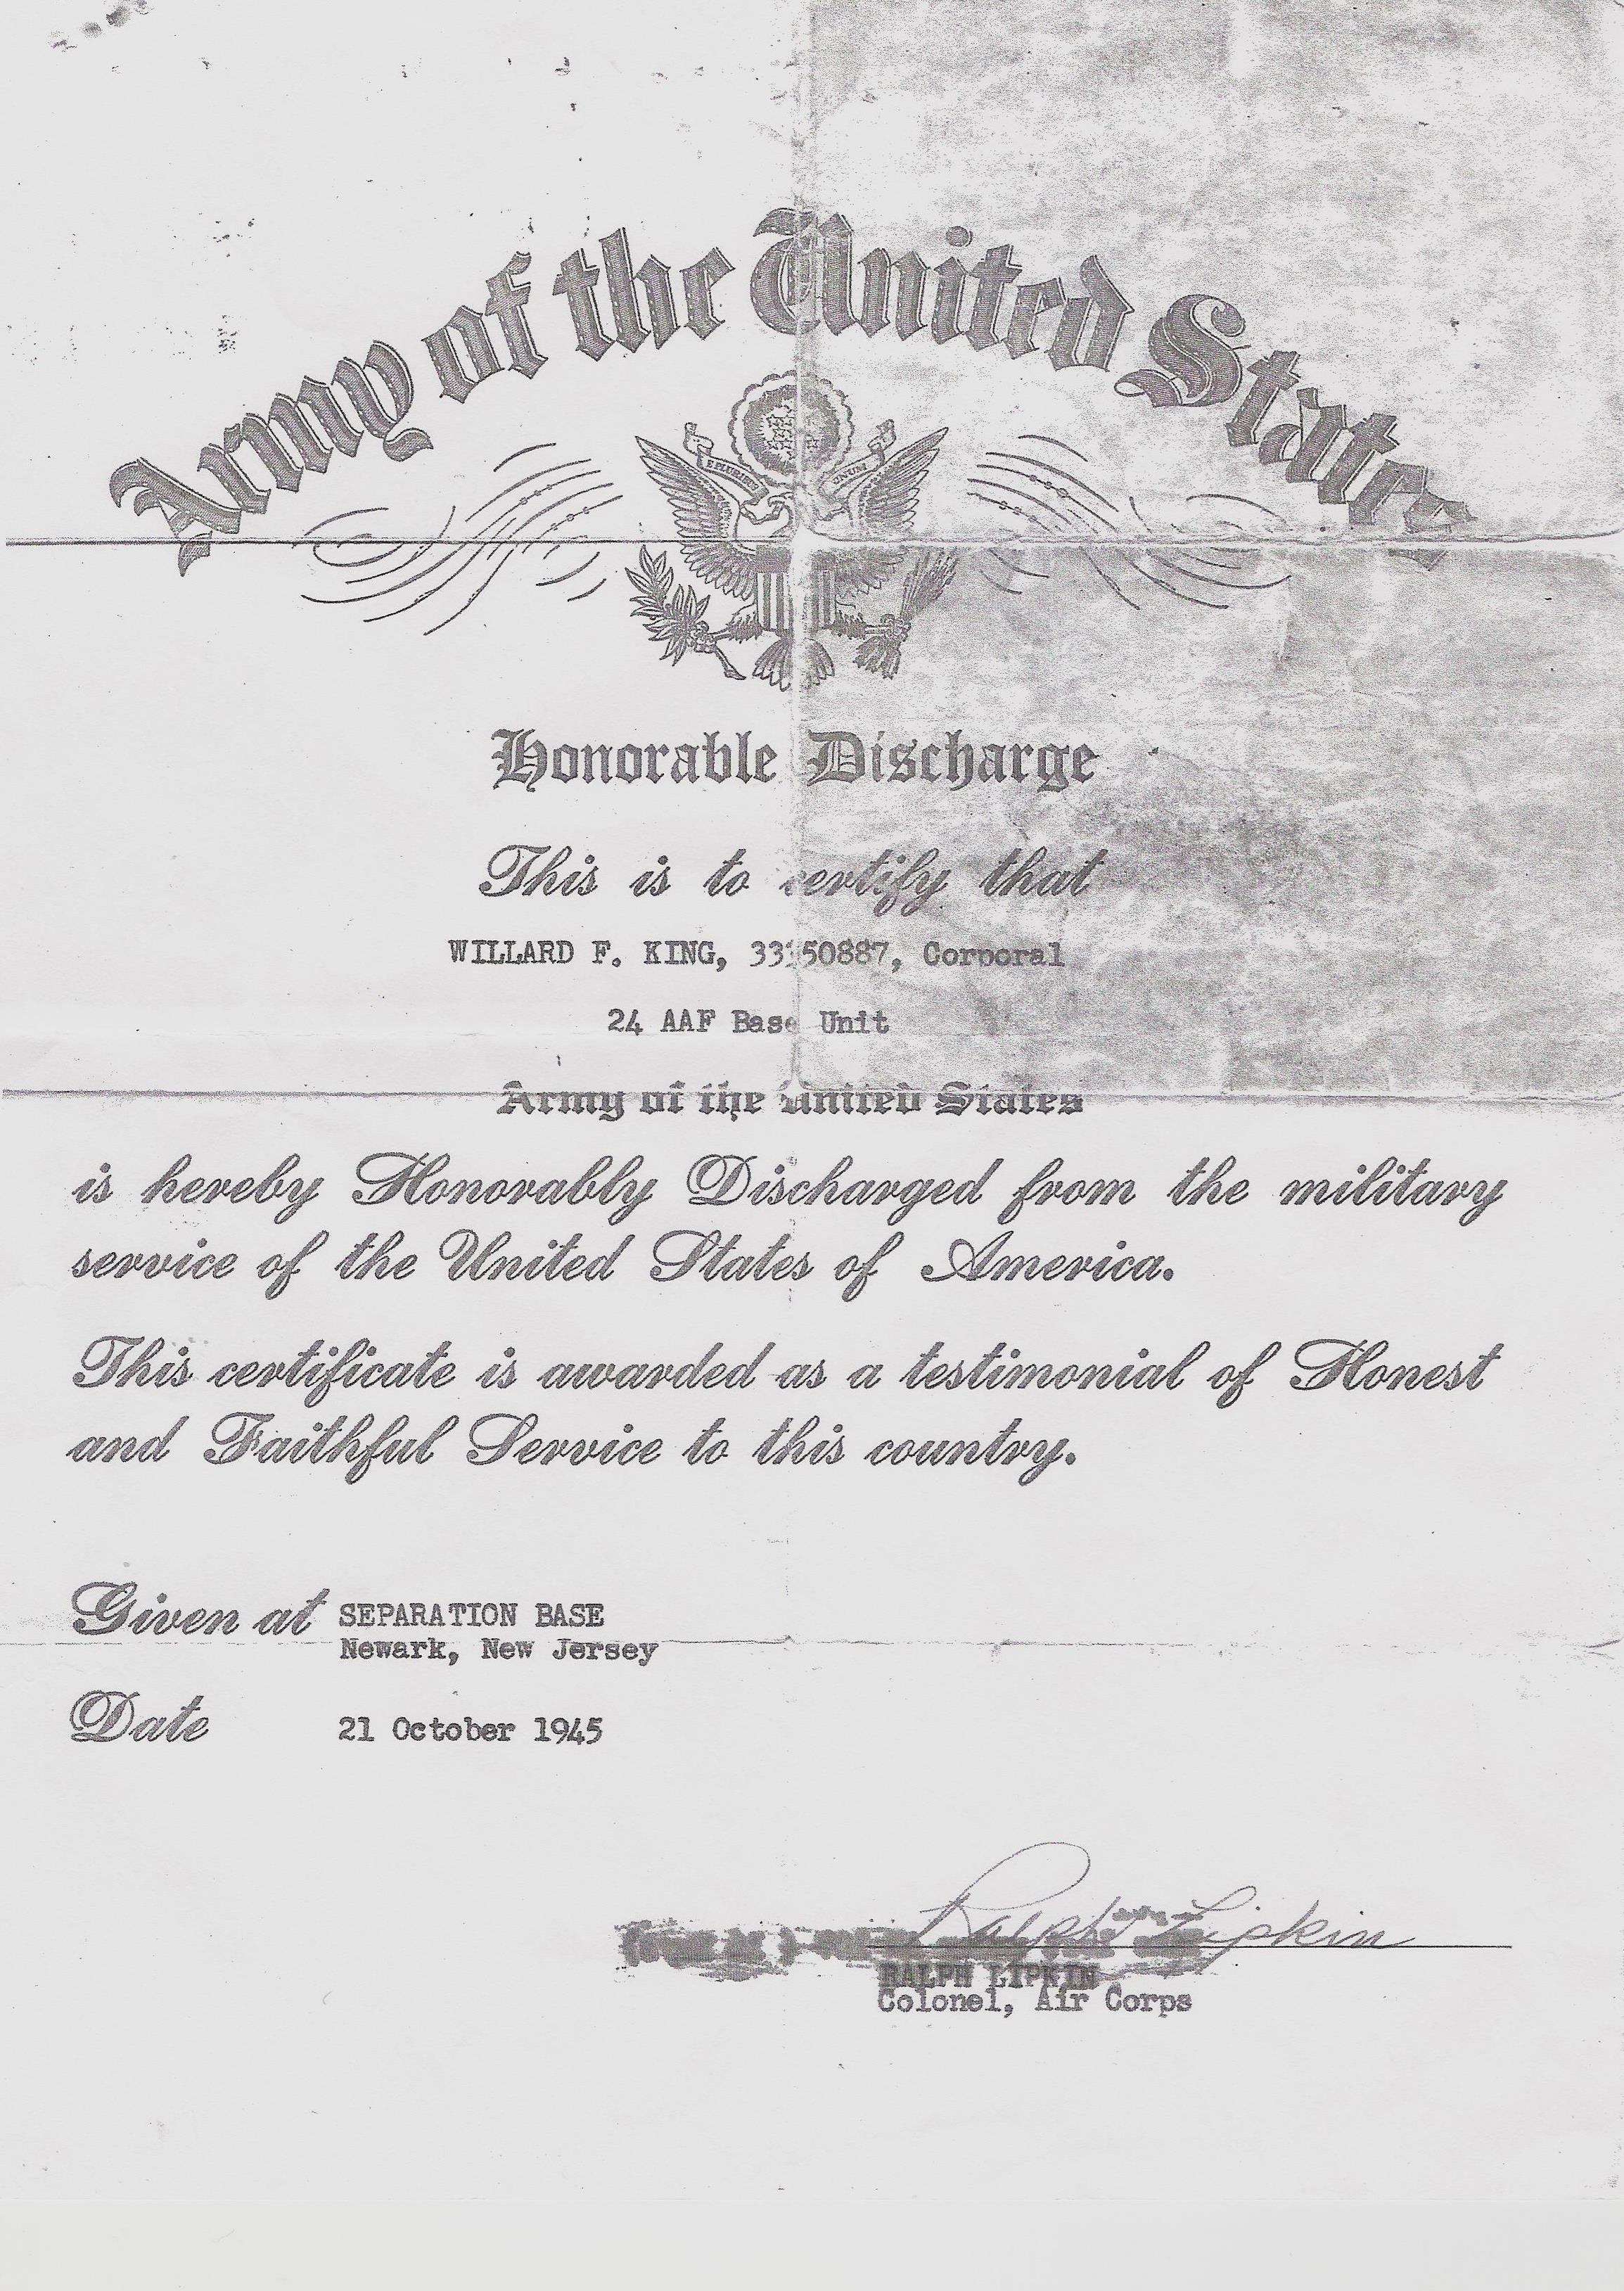 Army of the United States
E PLURIBUS UNUM
Honorable Discharge
This is to certify that
WILLARD F. KING, Corporal
24 AAF Base Unit
Army of the United States
is hereby Honorably Discharged from the military
service of the United States of America.
This certificate is awarded as a testimonial of Honest
and Faithful Service to this country.
Given at SEPARATION BASE
Newark, New Jersey
Date 21 October 1945
Ralph Lipkin
RALPH LIPKIN
Colonel, Air Corps